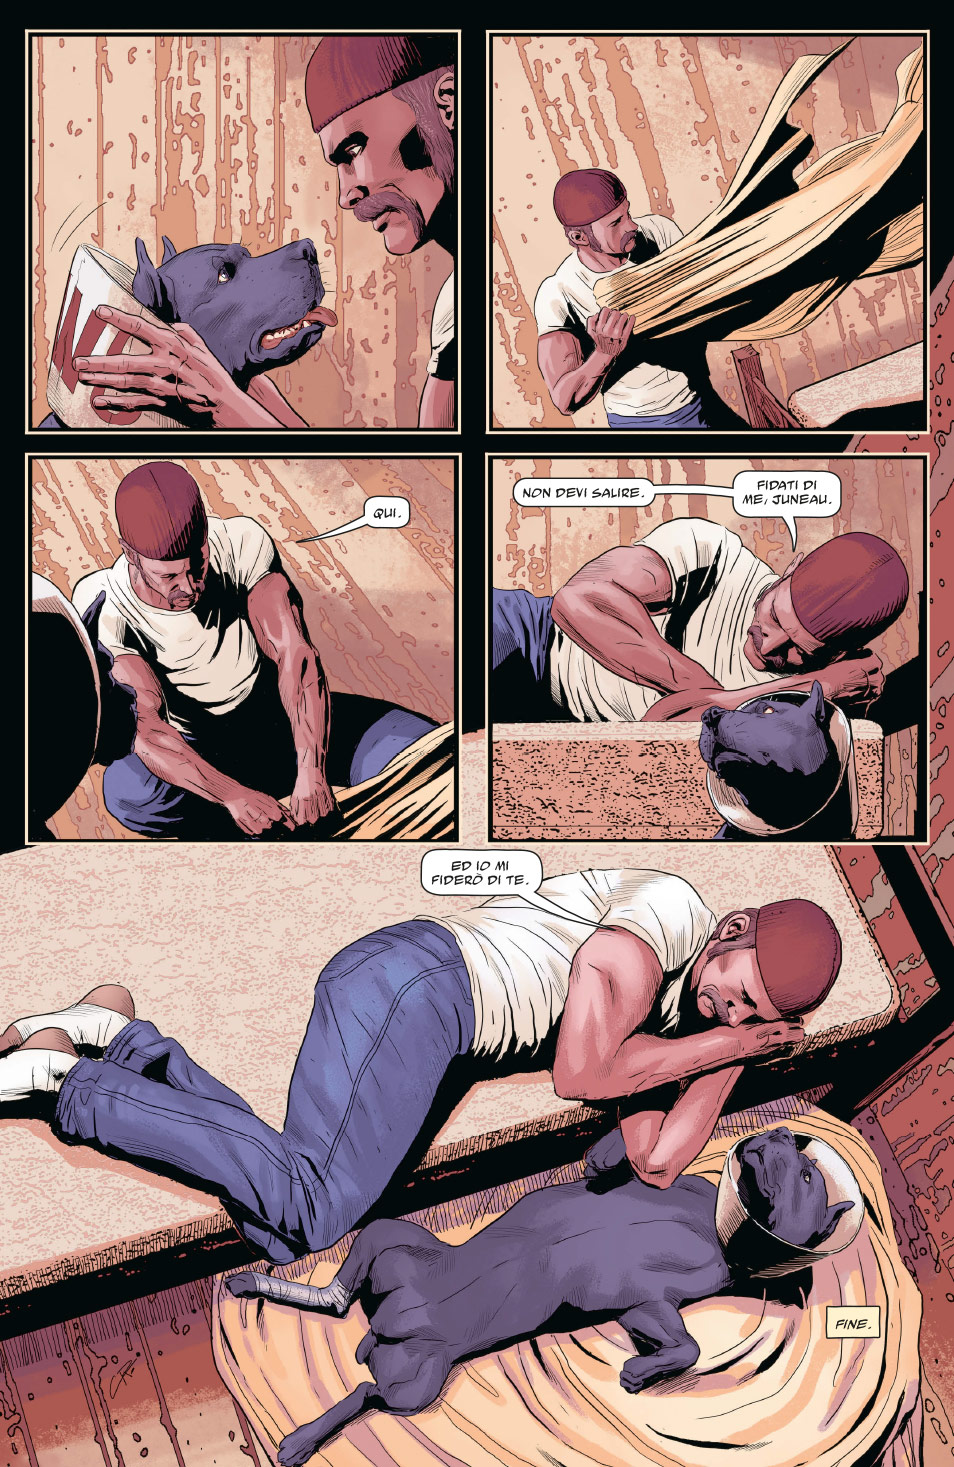 QUI.
NON DEVI SALIRE.
FIDATI DI
ME, JUNEAU.
ED IO MI
FIDERÒ DI TE.
FINE.